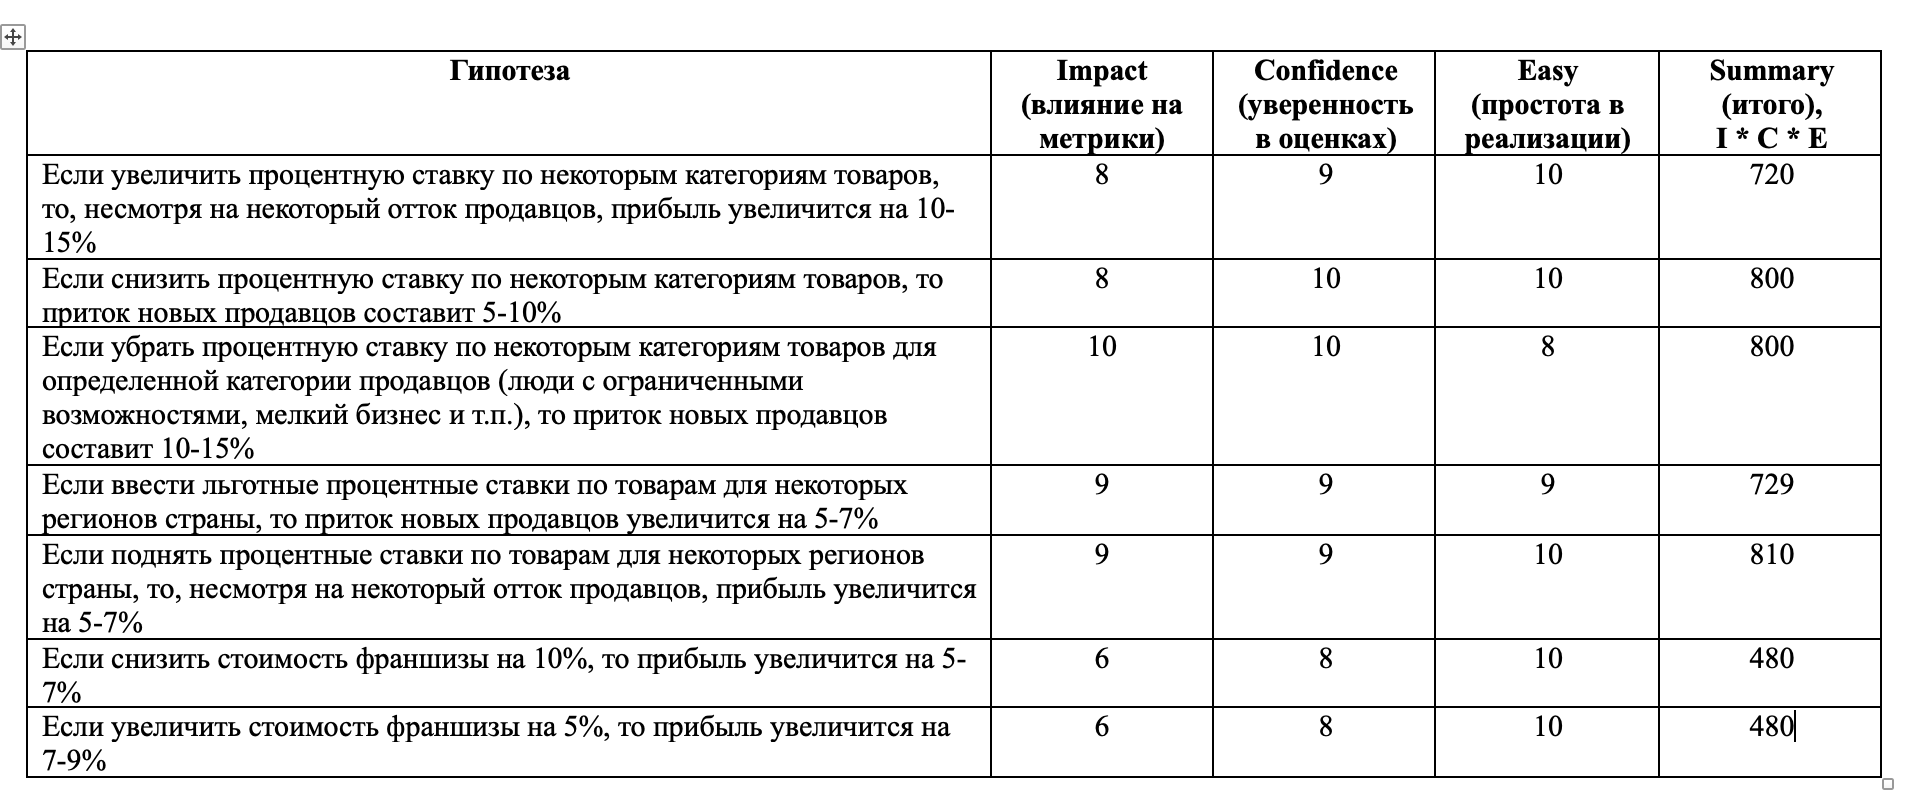 Гипотеза
Impact
(влияние на
метрики)
Confidence
(уверенность
в оценках)
Easy
(простота в
реализации)
Summary
(итого),
I * C * E
Если увеличить процентную ставку по некоторым категориям товаров,
то, несмотря на некоторый отток продавцов, прибыль увеличится на 10-
15%
8
9
10
720
Если снизить процентную ставку по некоторым категориям товаров, то
приток новых продавцов составит 5-10%
8
10
10
800
Если убрать процентную ставку по некоторым категориям товаров для
определенной категории продавцов (люди с ограниченными
возможностями, мелкий бизнес и т.п.), то приток новых продавцов
составит 10-15%
10
10
8
800
Если ввести льготные процентные ставки по товарам для некоторых
регионов страны, то приток новых продавцов увеличится на 5-7%
9
9
9
729
Если поднять процентные ставки по товарам для некоторых регионов
страны, то, несмотря на некоторый отток продавцов, прибыль увеличится
на 5-7%
9
9
10
810
Если снизить стоимость франшизы на 10%, то прибыль увеличится на 5-
7%
6
8
10
480
Если увеличить стоимость франшизы на 5%, то прибыль увеличится на
7-9%
6
8
10
480